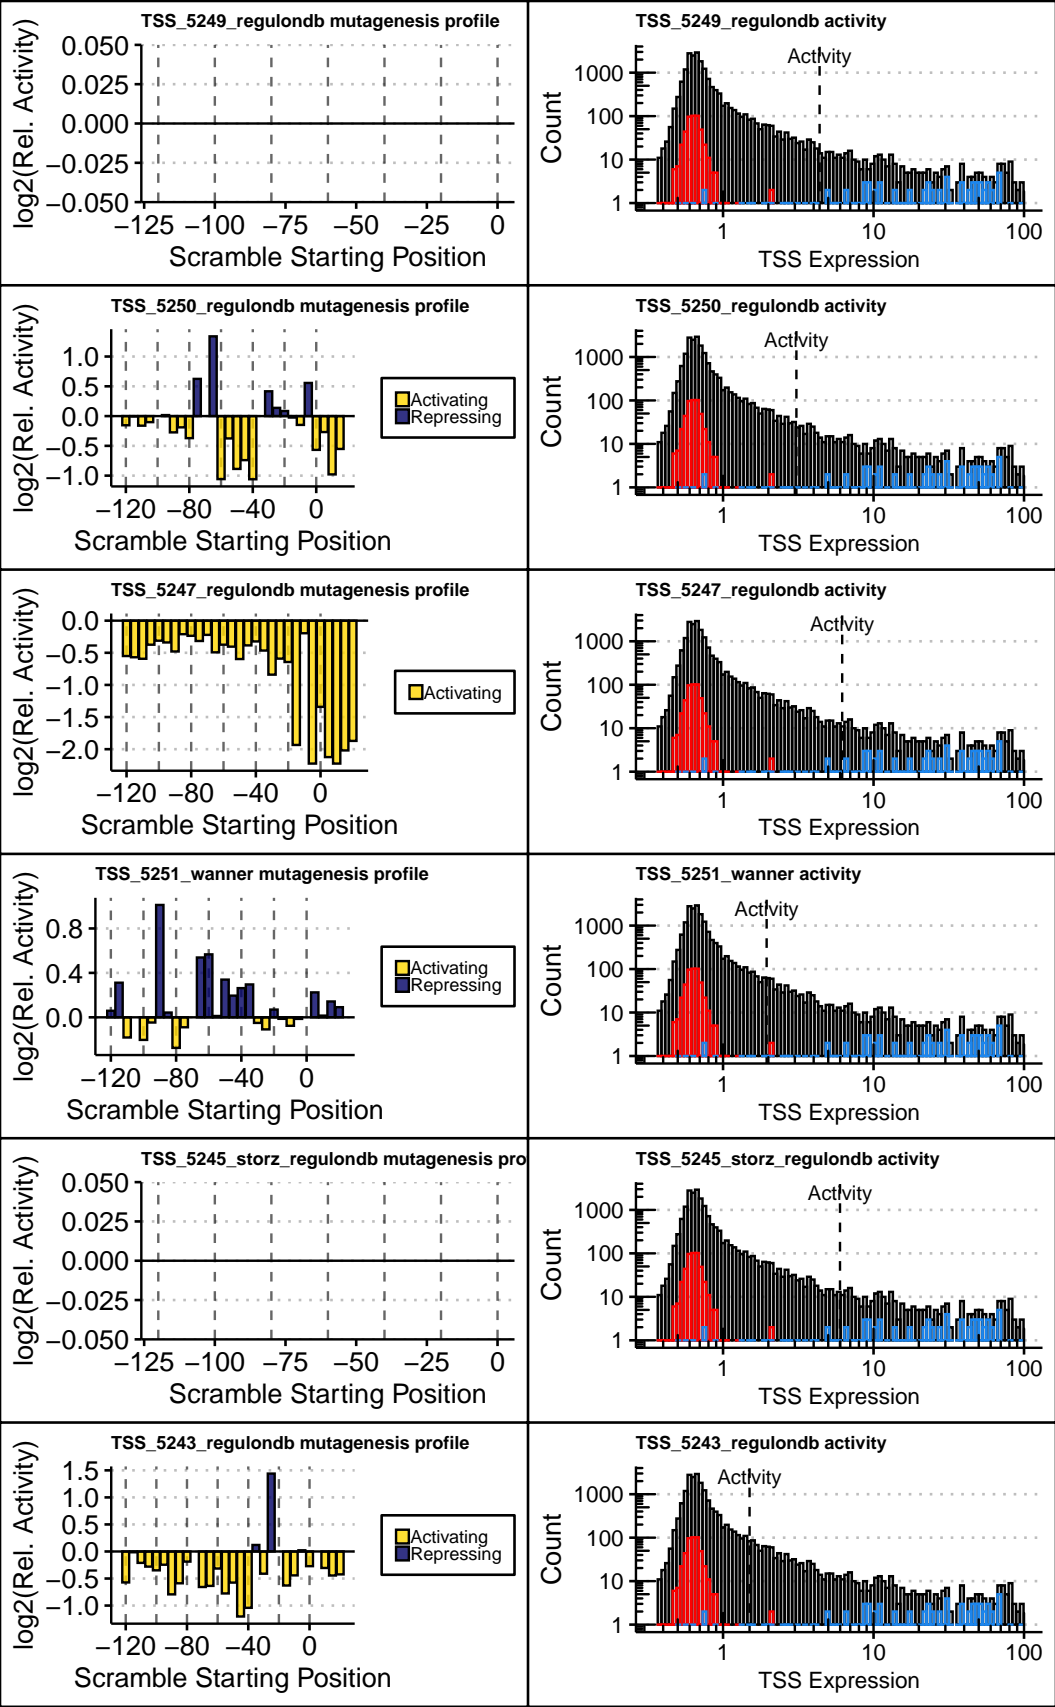 TSS_5249_regulondb mutagenesis profile
log2(Rel. Activity)
0.050
0.025
0.000
−0.025
−0.050
−125 −100 −75 −50 −25 0
Scramble Starting Position
TSS_5249_regulondb activity
Activity
Count
1000
100
10
1
1 10 100
TSS Expression
TSS_5250_regulondb mutagenesis profile
log2(Rel. Activity)
1.0
0.5
0.0
−0.5
−1.0
−120 −80 −40 0
Scramble Starting Position
Activating
Repressing
TSS_5250_regulondb activity
Activity
Count
1000
100
10
1
1 10 100
TSS Expression
TSS_5247_regulondb mutagenesis profile
log2(Rel. Activity)
0.0
−0.5
−1.0
−1.5
−2.0
−120 −80 −40 0
Scramble Starting Position
Activating
TSS_5247_regulondb activity
Activity
Count
1000
100
10
1
1 10 100
TSS Expression
TSS_5251_wanner mutagenesis profile
log2(Rel. Activity)
0.8
0.4
0.0
−120 −80 −40 0
Scramble Starting Position
Activating
Repressing
TSS_5251_wanner activity
Activity
Count
1000
100
10
1
1 10 100
TSS Expression
TSS_5245_storz_regulondb mutagenesis pro
log2(Rel. Activity)
0.050
0.025
0.000
−0.025
−0.050
−125 −100 −75 −50 −25 0
Scramble Starting Position
TSS_5245_storz_regulondb activity
Activity
Count
1000
100
10
1
1 10 100
TSS Expression
TSS_5243_regulondb mutagenesis profile
log2(Rel. Activity)
1.5
1.0
0.5
0.0
−0.5
−1.0
−120 −80 −40 0
Scramble Starting Position
Activating
Repressing
TSS_5243_regulondb activity
Activity
Count
1000
100
10
1
1 10 100
TSS Expression